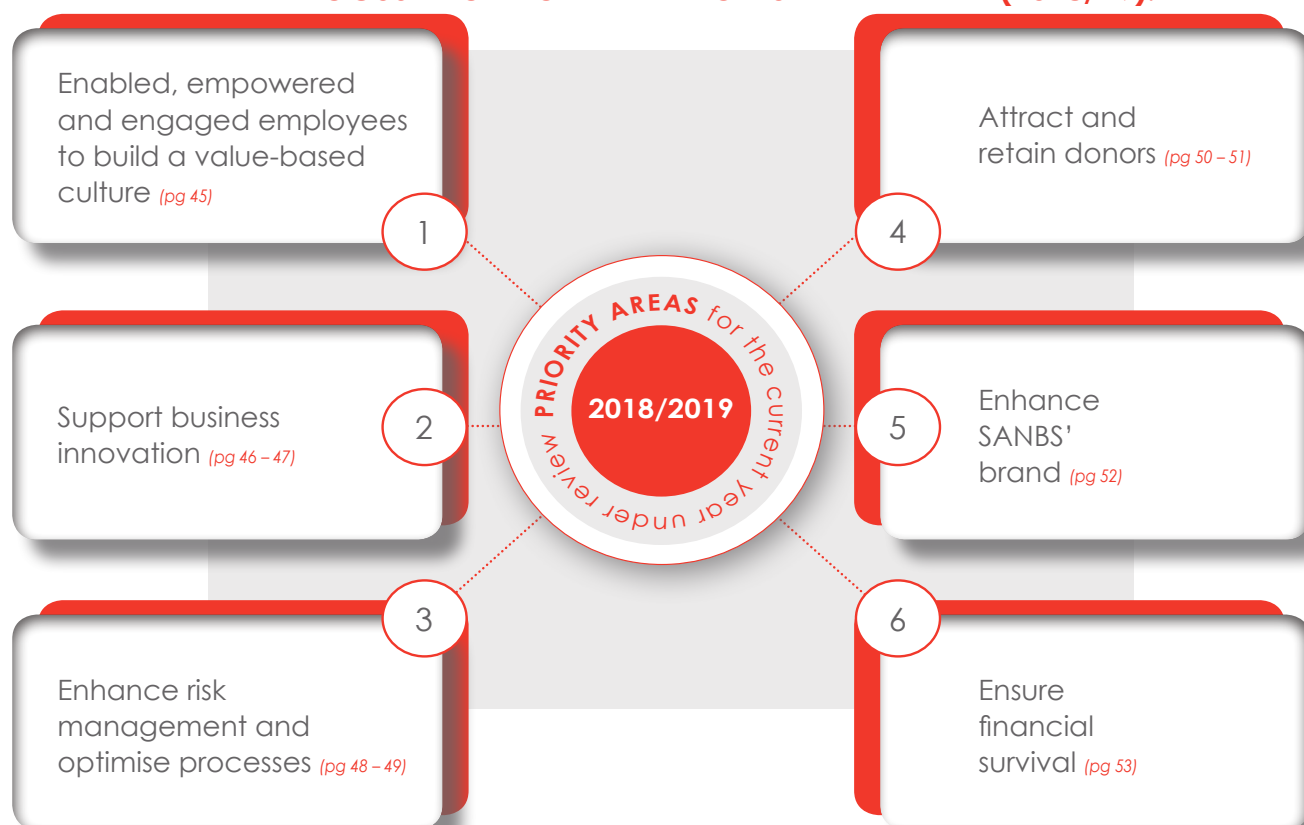 Enabled, empowered
and engaged employees
to build a value-based
culture (pg 45)
1
Support business
innovation (pg 46 – 47)
2
Enhance risk
management and
optimise processes (pg 48 – 49)
3
PRIORITY AREAS for the current year under review
2018/2019
Attract and
retain donors (pg 50 – 51)
4
Enhance
SANBS’
brand (pg 52)
5
Ensure
financial
survival (pg 53)
6